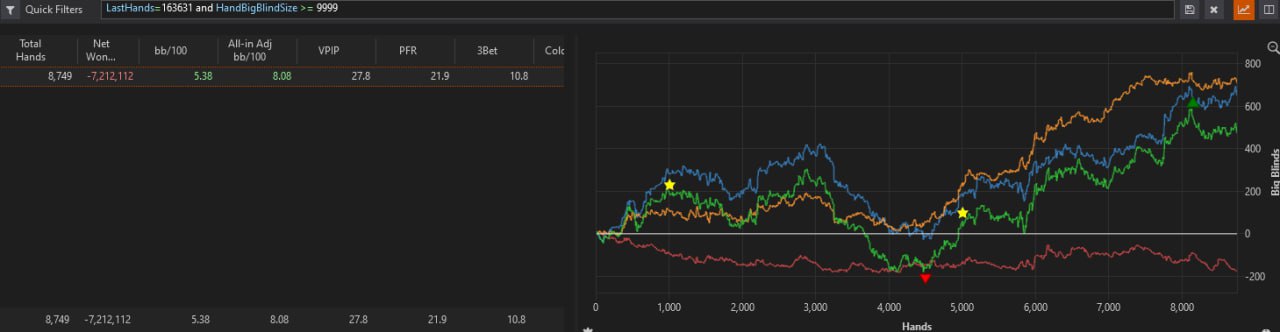 Quick Filters
LastHands=163631 and HandBigBlindSize >= 9999
Total Hands
Net Won...
bb/100
All-in Adj bb/100
VPIP
PFR
3Bet
Colc
8,749
-7,212,112
5.38
8.08
27.8
21.9
10.8
8,749
-7,212,112
5.38
8.08
27.8
21.9
10.8
800
600
400
200
0
-200
Big Blinds
0
1,000
2,000
3,000
4,000
5,000
6,000
7,000
8,000
Hands